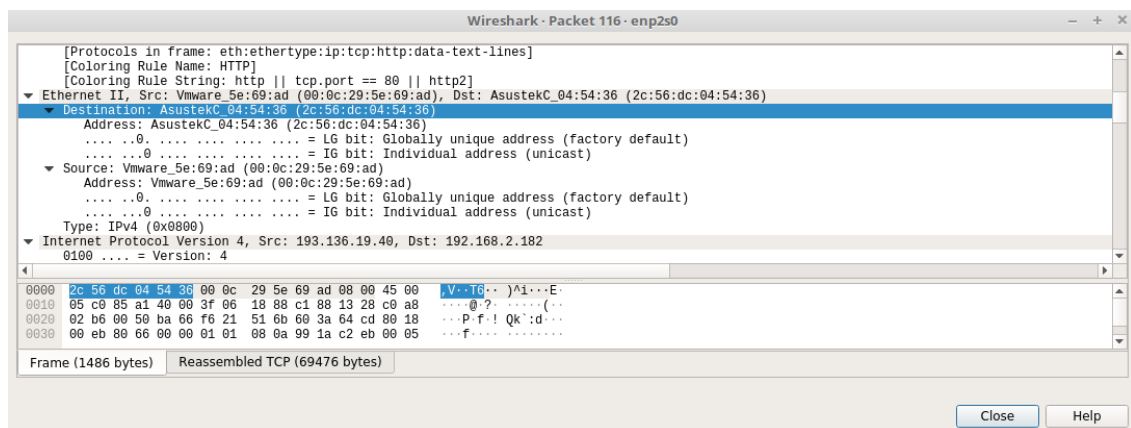 Wireshark · Packet 116 · enp2s0
[Protocols in frame: eth:ethertype:ip:tcp:http:data-text-lines]
[Coloring Rule Name: HTTP]
[Coloring Rule String: http || tcp.port == 80 || http2]
Ethernet II, Src: Vmware_5e:69:ad (00:0c:29:5e:69:ad), Dst: AsustekC_04:54:36 (2c:56:dc:04:54:36)
Destination: AsustekC_04:54:36 (2c:56:dc:04:54:36)
Address: AsustekC_04:54:36 (2c:56:dc:04:54:36)
.... ..0. .... .... .... .... = LG bit: Globally unique address (factory default)
.... ...0 .... .... .... .... = IG bit: Individual address (unicast)
Source: Vmware_5e:69:ad (00:0c:29:5e:69:ad)
Address: Vmware_5e:69:ad (00:0c:29:5e:69:ad)
.... ..0. .... .... .... .... = LG bit: Globally unique address (factory default)
.... ...0 .... .... .... .... = IG bit: Individual address (unicast)
Type: IPv4 (0x0800)
Internet Protocol Version 4, Src: 193.136.19.40, Dst: 192.168.2.182
0100 .... = Version: 4
0000 2c 56 dc 04 54 36 00 0c 29 5e 69 ad 08 00 45 00 ,V··T6·· )^i···E·
0010 05 c0 85 a1 40 00 3f 06 18 88 c1 88 13 28 c0 a8 ····@·?· ·····(··
0020 02 b6 00 50 ba 66 f6 21 51 6b 60 3a 64 cd 80 18 ···P·f·! Qk`:d···
0030 00 eb 80 66 00 00 01 01 08 0a 99 1a c2 eb 00 05 ···f···· ········
Frame (1486 bytes) Reassembled TCP (69476 bytes)
Close Help